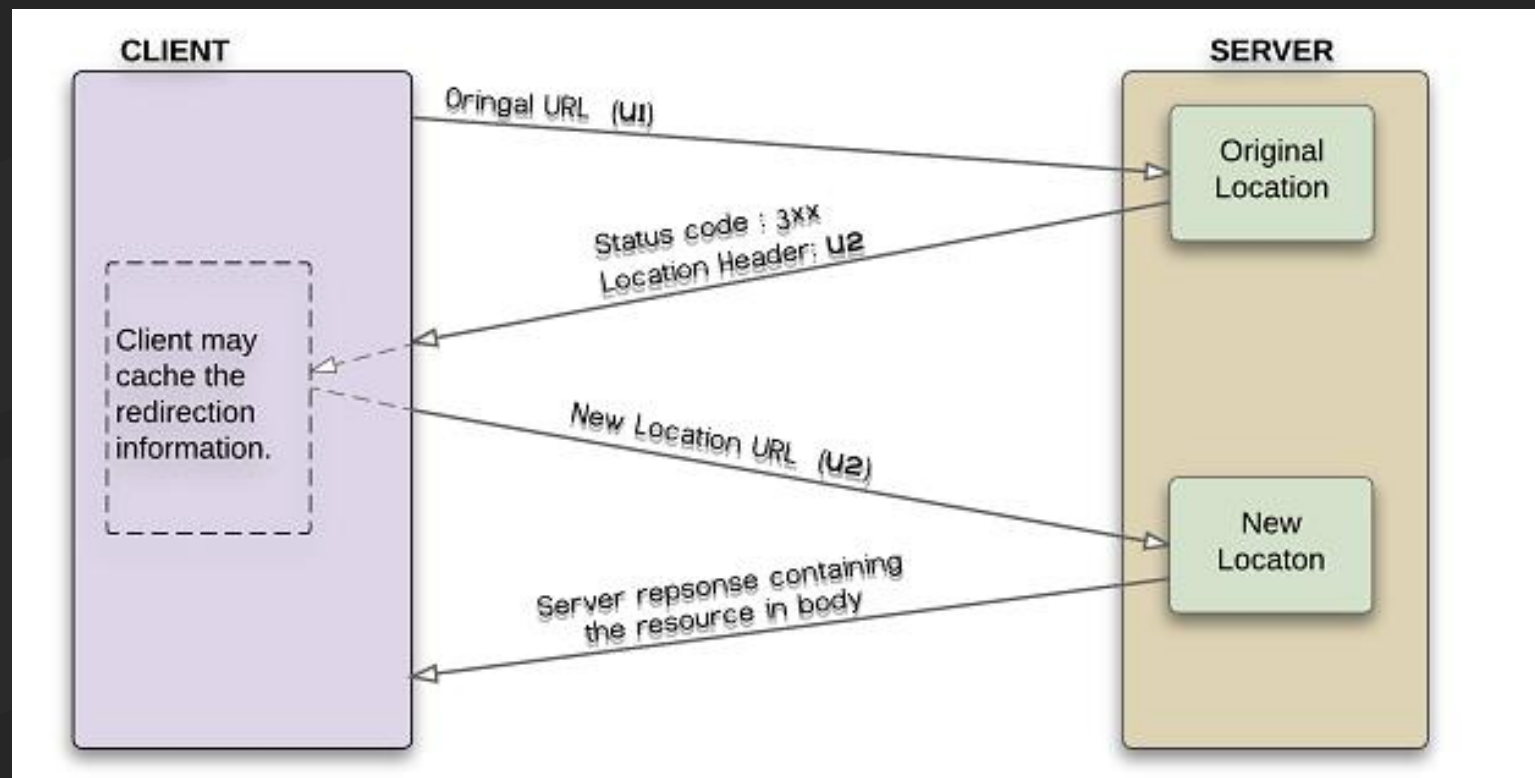 CLIENT
SERVER
Oringal URL (U1)
Original
Location
Status code : 3xx
Location Header: U2
Client may
cache the
redirection
information.
New Location URL (U2)
New
Locaton
Server repsonse containing
the resource in body